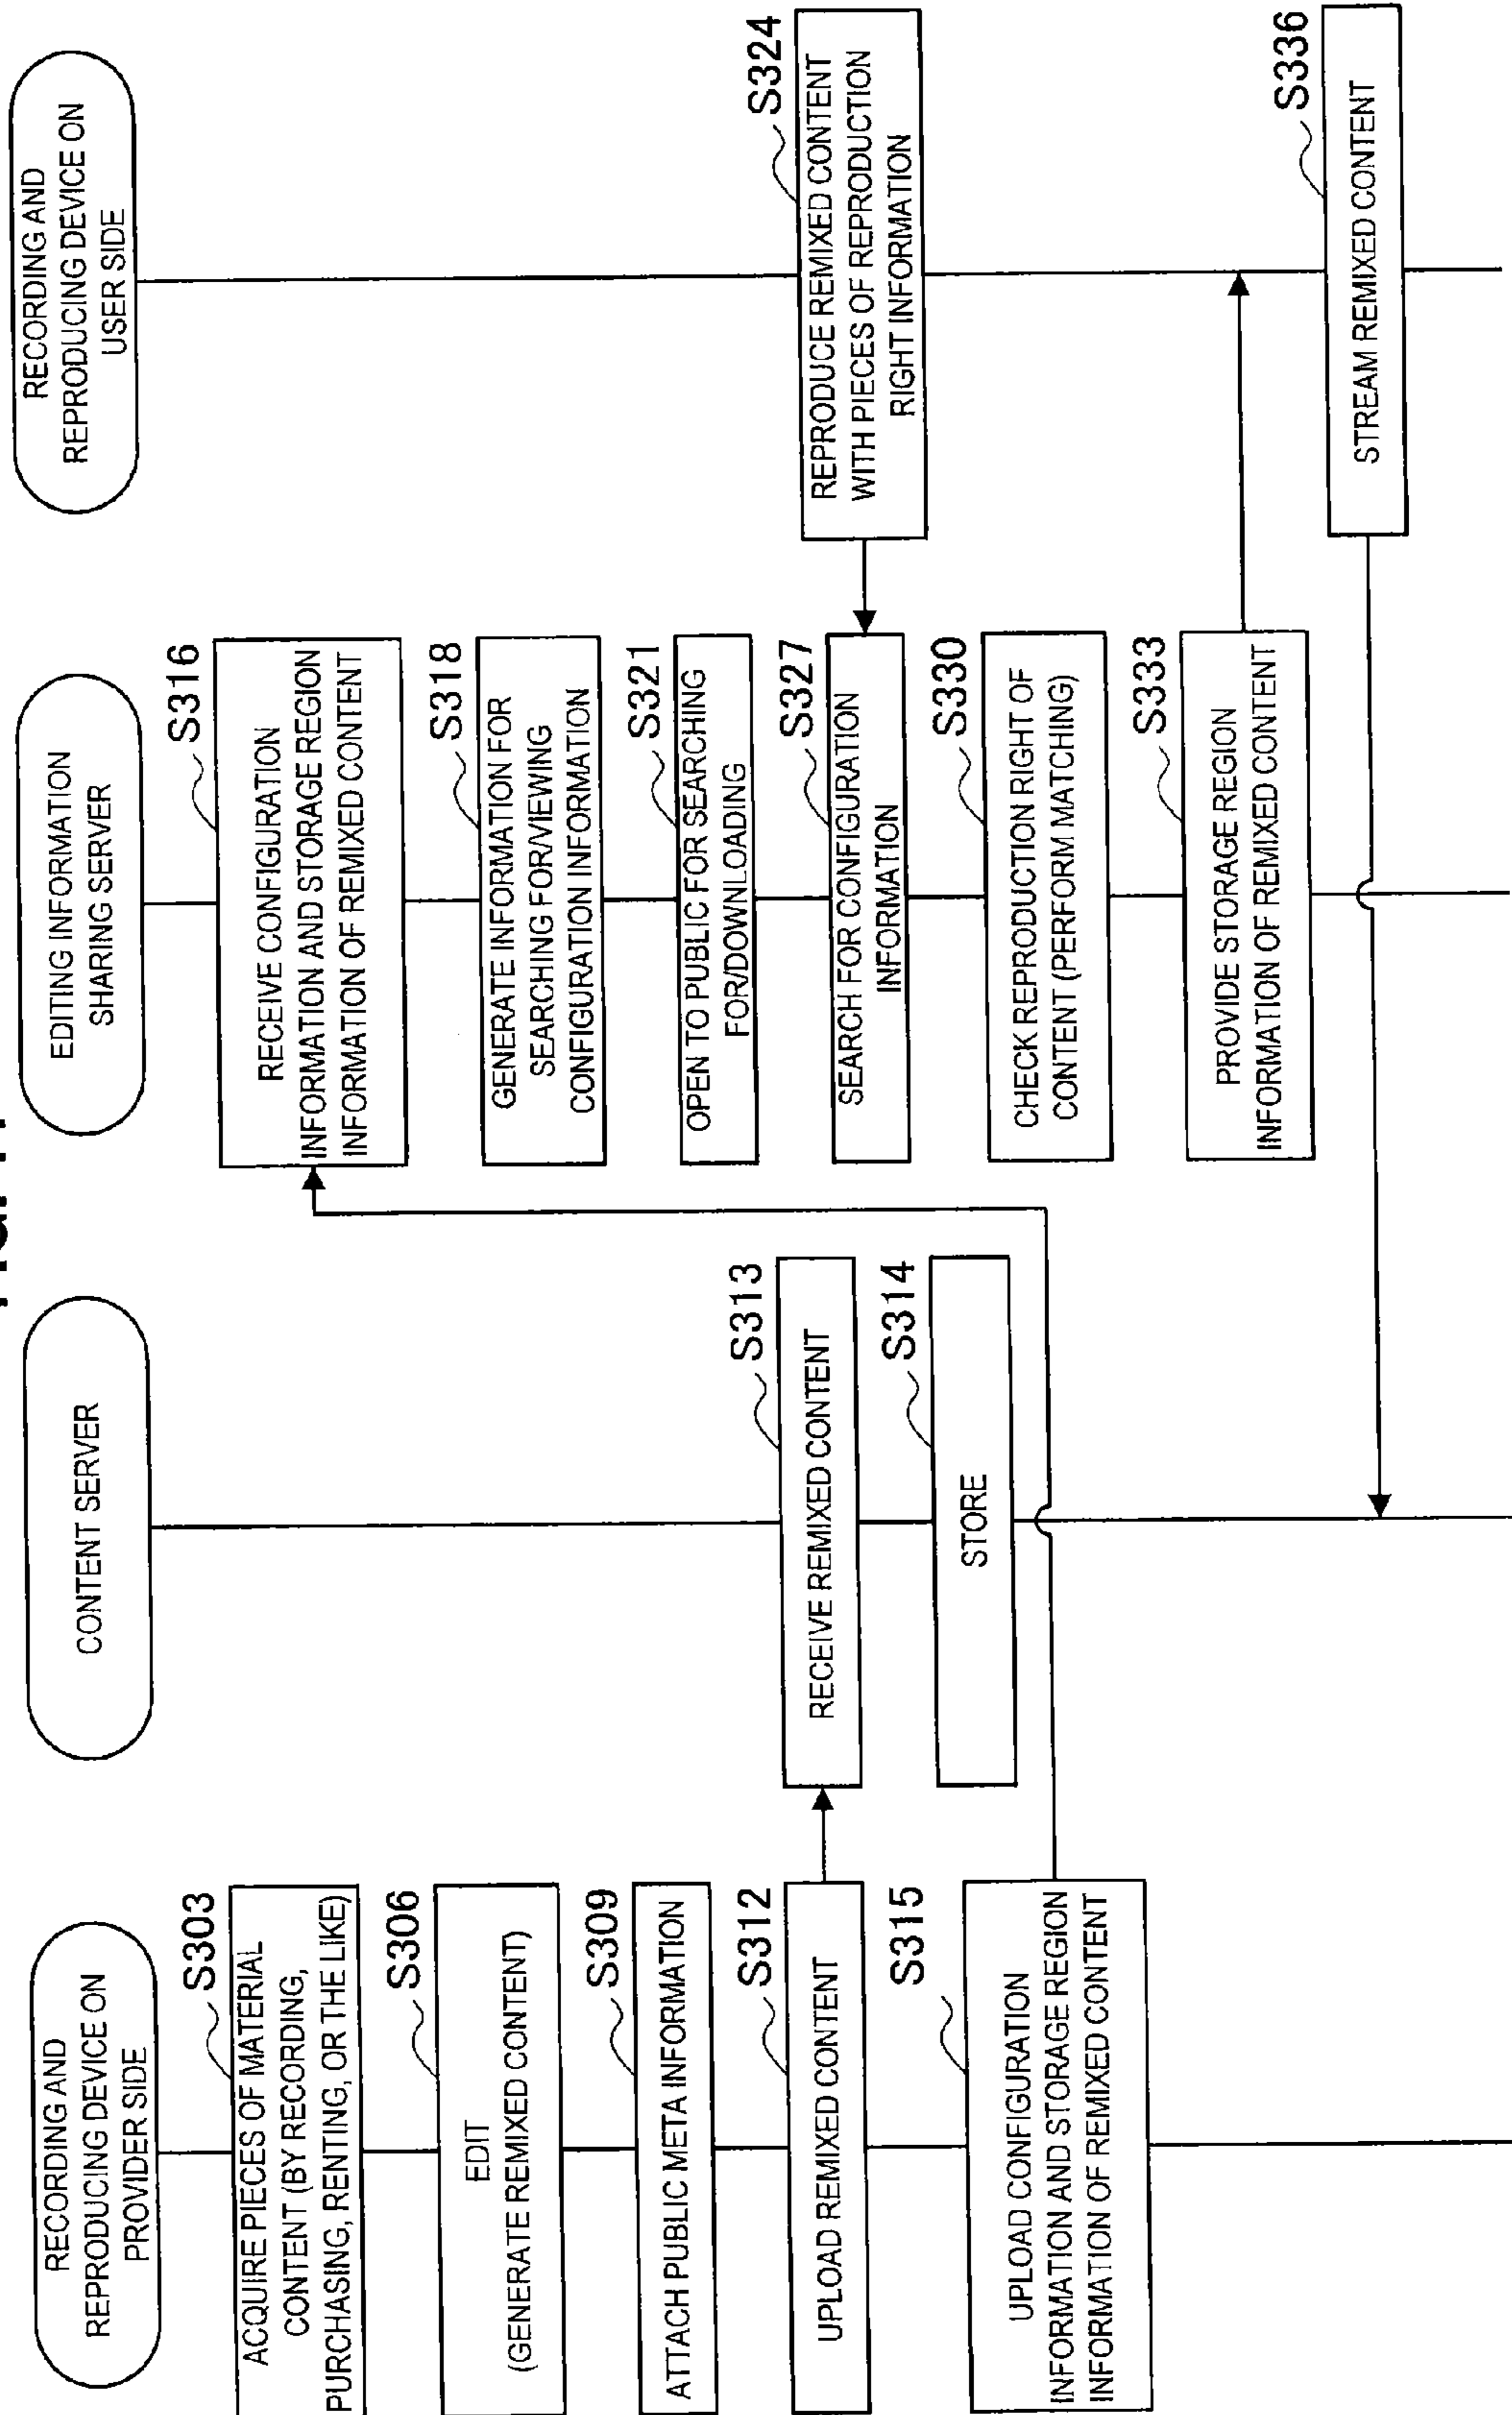 RECORDING AND
REPRODUCING DEVICE ON
PROVIDER SIDE
S303
ACQUIRE PIECES OF MATERIAL
CONTENT (BY RECORDING,
PURCHASING, RENTING, OR THE LIKE)
S306
EDIT
(GENERATE REMIXED CONTENT)
S309
ATTACH PUBLIC META INFORMATION
S312
UPLOAD REMIXED CONTENT
S315
UPLOAD CONFIGURATION
INFORMATION AND STORAGE REGION
INFORMATION OF REMIXED CONTENT
CONTENT SERVER
S313
RECEIVE REMIXED CONTENT
S314
STORE
EDITING INFORMATION
SHARING SERVER
S316
RECEIVE CONFIGURATION
INFORMATION AND STORAGE REGION
INFORMATION OF REMIXED CONTENT
S318
GENERATE INFORMATION FOR
SEARCHING FOR/VIEWING
CONFIGURATION INFORMATION
S321
OPEN TO PUBLIC FOR SEARCHING
FOR/DOWNLOADING
S327
SEARCH FOR CONFIGURATION
INFORMATION
S330
CHECK REPRODUCTION RIGHT OF
CONTENT (PERFORM MATCHING)
S333
PROVIDE STORAGE REGION
INFORMATION OF REMIXED CONTENT
RECORDING AND
REPRODUCING DEVICE ON
USER SIDE
S324
REPRODUCE REMIXED CONTENT
WITH PIECES OF REPRODUCTION
RIGHT INFORMATION
S336
STREAM REMIXED CONTENT